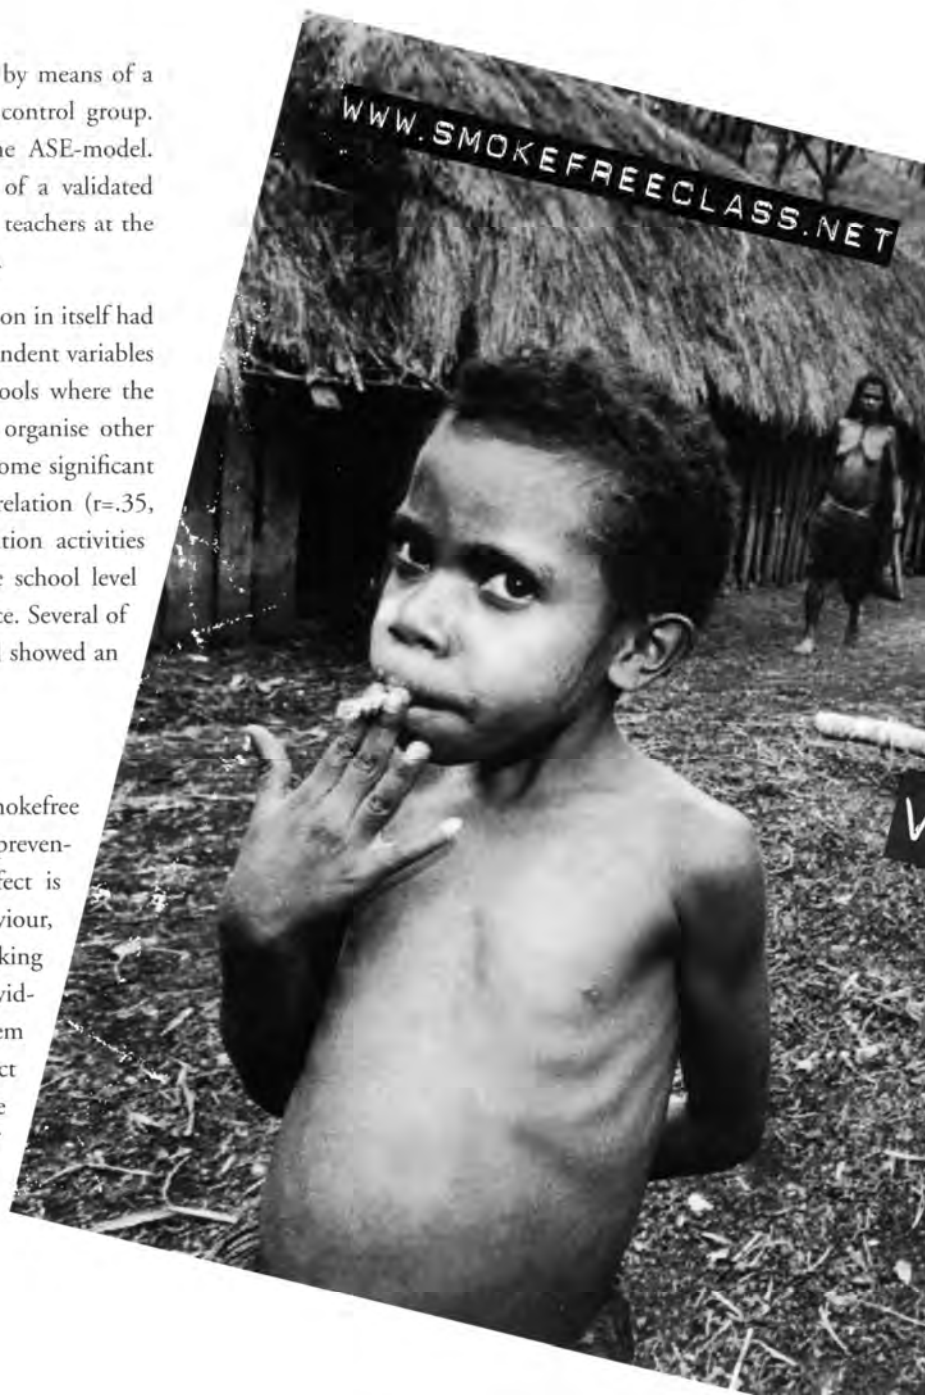 by means of a
control group.
ne ASE-model.
of a validated
teachers at the
on in itself had
ndent variables
ools where the
organise other
ome significant
relation (r=.35,
tion activities
e school level
ce. Several of
l showed an
mokefree
preven-
fect is
viour,
king
vid-
em
ct
e
WWW.SMOKEFREECLASS.NET